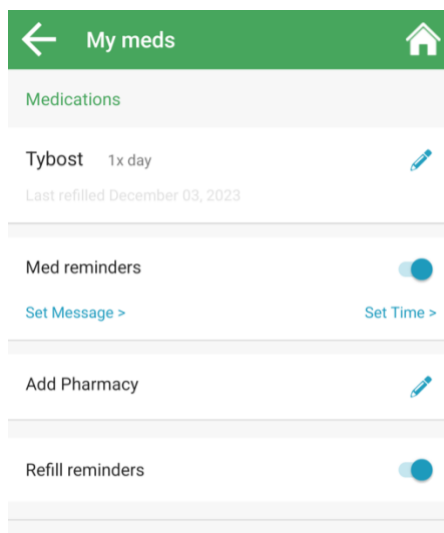 My meds
Medications
Tybost 1x day
Last refilled December 03, 2023
Med reminders
Set Message > Set Time >
Add Pharmacy
Refill reminders